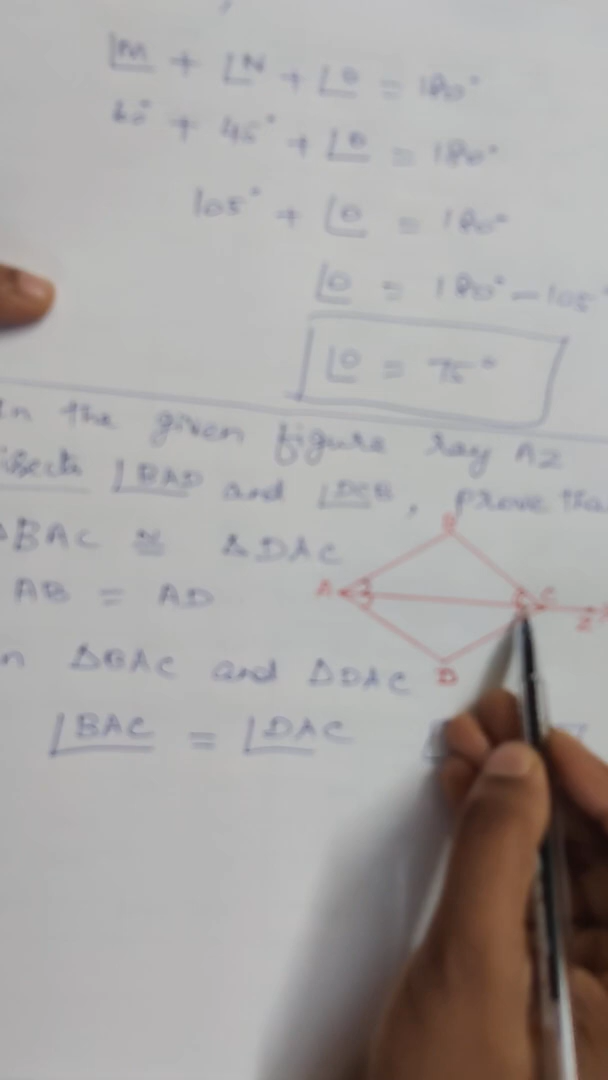 ∠M + ∠N + ∠O = 180°
60° + 45° + ∠O = 180°
105° + ∠O = 180°
∠O = 180° - 105°
∠O = 75°
In the given figure ray AZ
bisects ∠BAD and ∠DCB, prove that
ΔBAC ≅ ΔDAC
AB = AD
B
A
C
Z
D
In ΔBAC and ΔDAC
∠BAC = ∠DAC